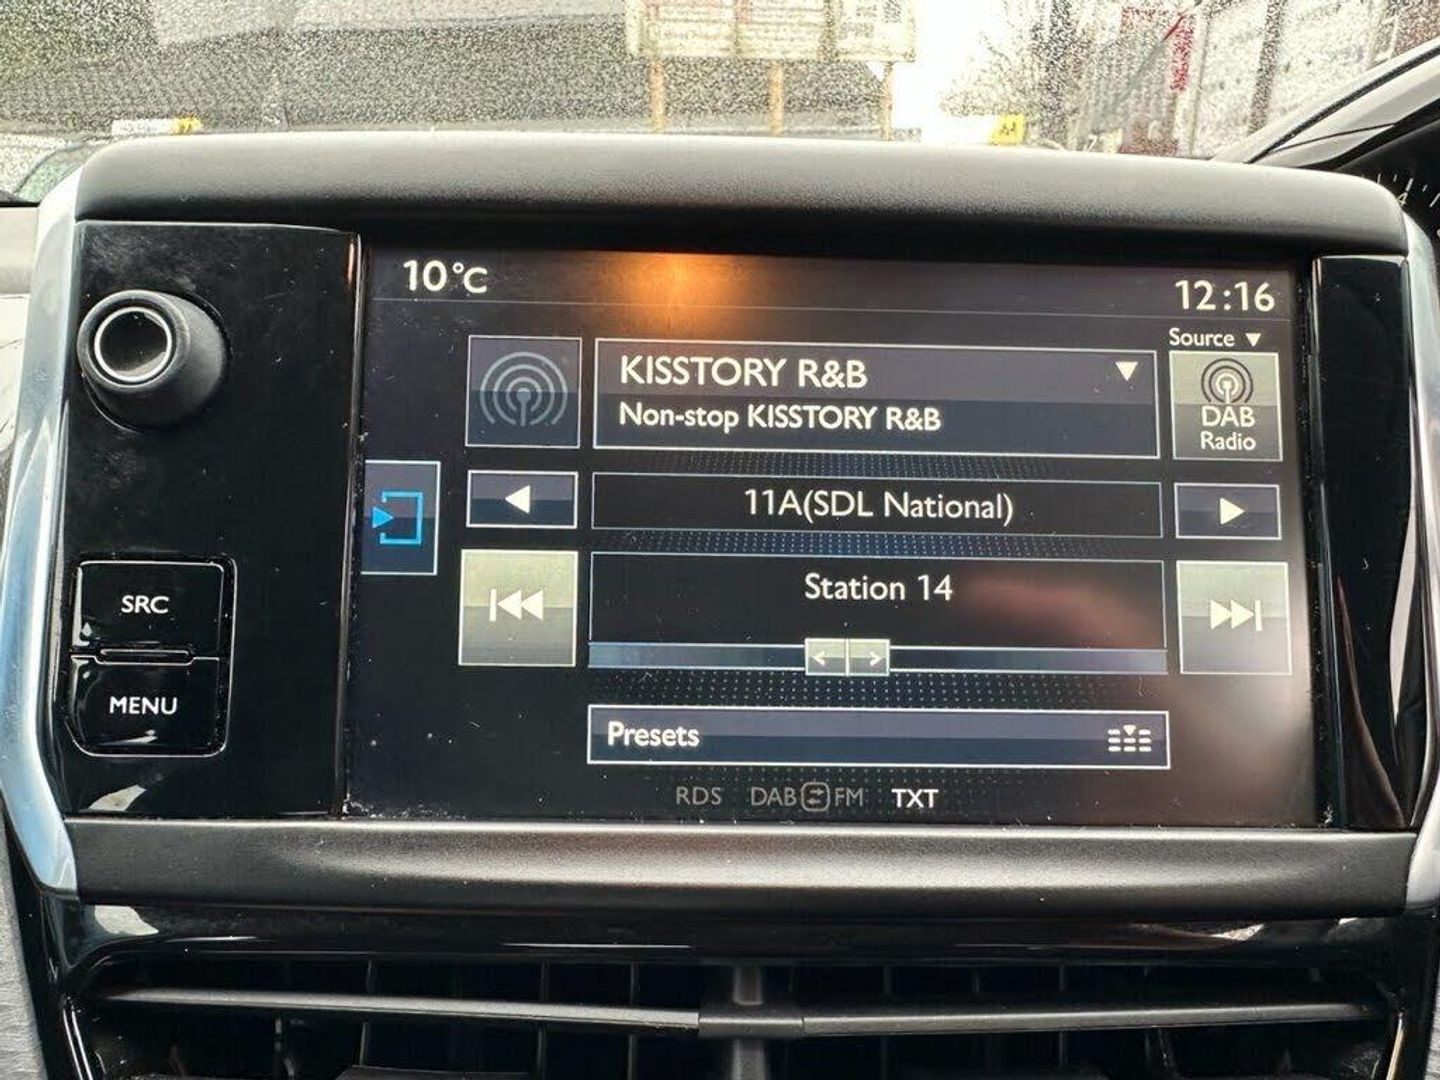 10°C
12:16
Source
KISSTORY R&B
Non-stop KISSTORY R&B
DAB
Radio
11A(SDL National)
Station 14
SRC
MENU
Presets
RDS DAB FM TXT